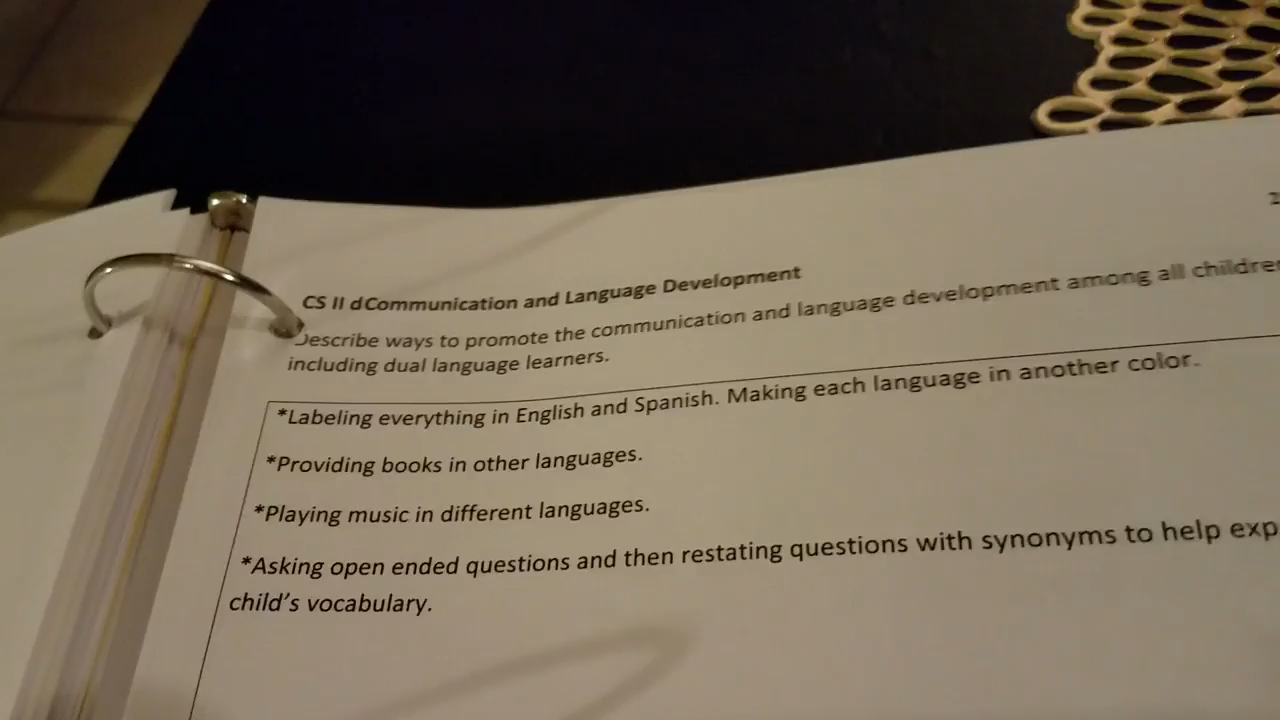 CS II dCommunication and Language Development
Describe ways to promote the communication and language development among all
including dual language learners.
*Labeling everything in English and Spanish. Making each language in another color.
*Providing books in other languages.
*Playing music in different languages.
*Asking open ended questions and then restating questions with synonyms to help
child's vocabulary.